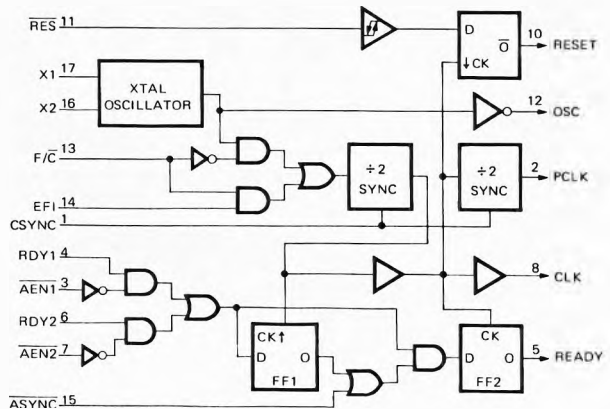 RES 11
X1 17
X2 16
XTAL
OSCILLATOR
D
O
↓CK
10 RESET
12 OSC
F/C 13
EFI 14
CSYNC 1
÷2
SYNC
÷2
SYNC
2 PCLK
RDY1 4
AEN1 3
RDY2 6
AEN2 7
ASYNC 15
8 CLK
CK↑
D O
FF1
CK
D O
FF2
5 READY